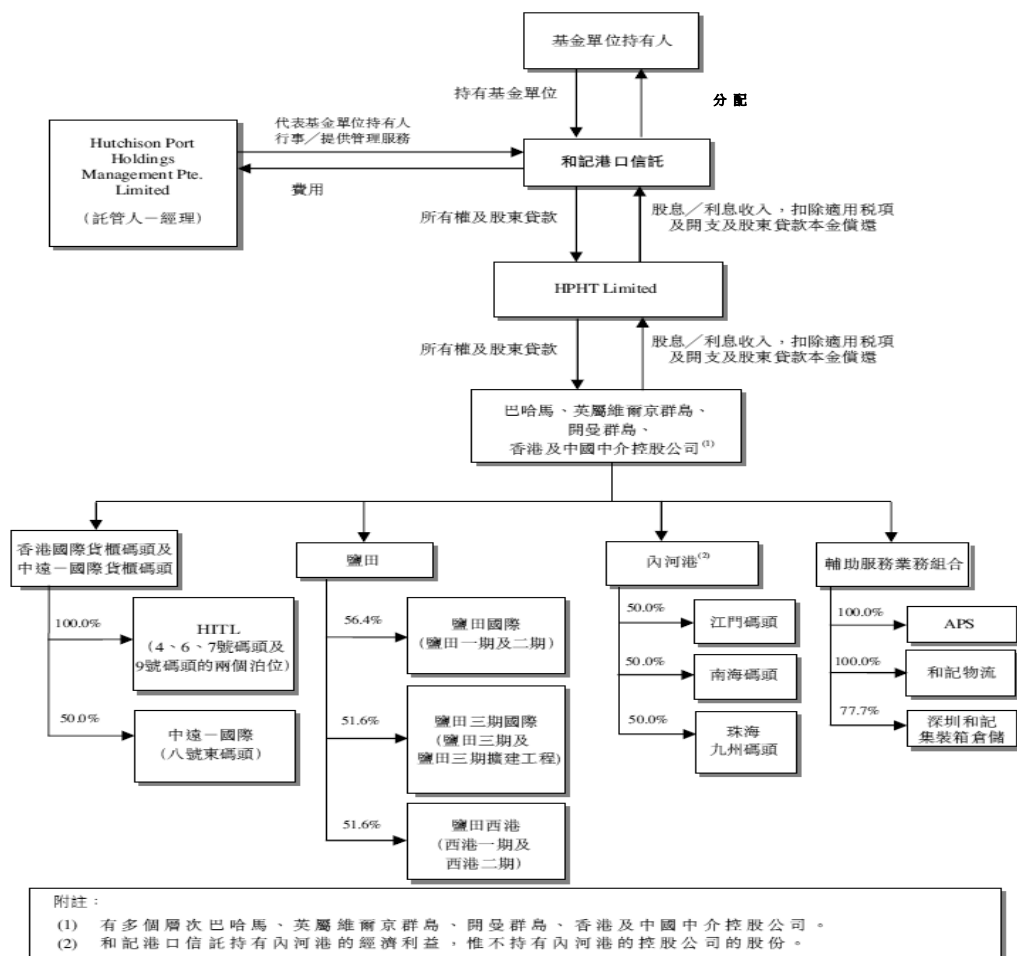 基金單位持有人
持有基金單位
分配
代表基金單位持有人
行事／提供管理服務
Hutchison Port
Holdings
Management Pte.
Limited
（託管人－經理）
和記港口信託
費用
所有權及股東貸款
股息／利息收入，扣除適用税項
及開支及股東貸款本金償還
HPHT Limited
所有權及股東貸款
股息／利息收入，扣除適用税項
及開支及股東貸款本金償還
巴哈馬、英屬維爾京群島、
開曼群島、
香港及中國中介控股公司(1)
香港國際貨櫃碼頭及
中遠－國際貨櫃碼頭
100.0%
HITL
（4、6、7號碼頭及
9號碼頭的兩個泊位）
50.0%
中遠－國際
（八號東碼頭）
鹽田
56.4%
鹽田國際
（鹽田一期及二期）
51.6%
鹽田三期國際
（鹽田三期及
鹽田三期擴建工程）
51.6%
鹽田西港
（西港一期及
西港二期）
內河港(2)
50.0%
江門碼頭
50.0%
南海碼頭
50.0%
珠海
九州碼頭
輔助服務業務組合
100.0%
APS
100.0%
和記物流
77.7%
深圳和記
集裝箱倉儲
附註：
(1) 有多個層次巴哈馬、英屬維爾京群島、開曼群島、香港及中國中介控股公司。
(2) 和記港口信託持有內河港的經濟利益，惟不持有內河港的控股公司的股份。